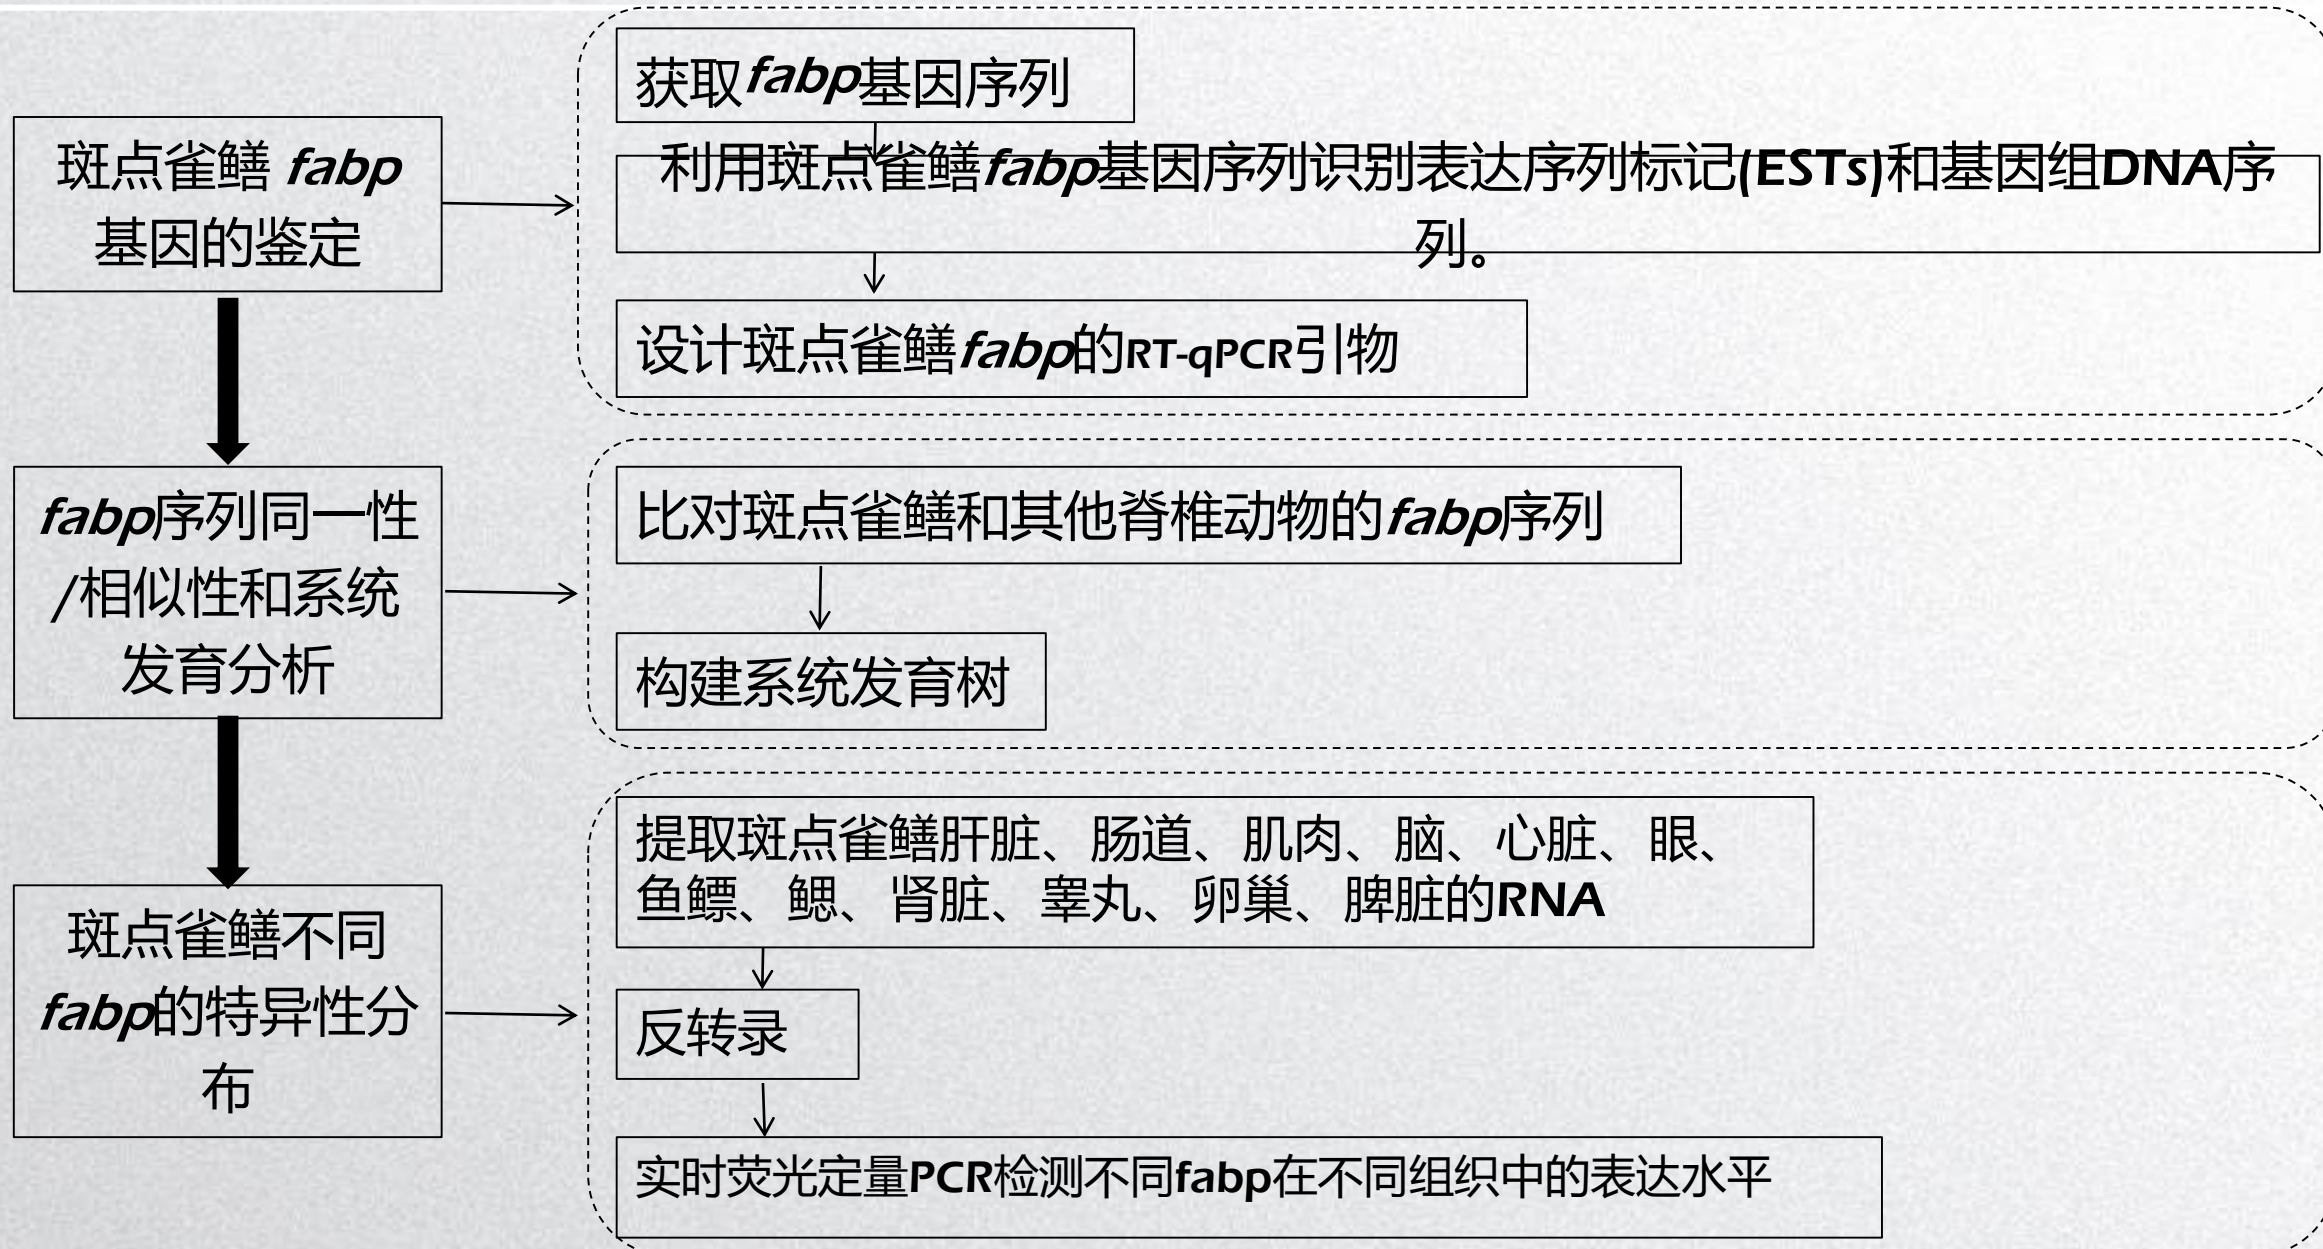 斑点雀鳝 fabp
基因的鉴定
获取fabp基因序列
利用斑点雀鳝fabp基因序列识别表达序列标记(ESTs)和基因组DNA序
列。
设计斑点雀鳝fabp的RT-qPCR引物
fabp序列同一性
/相似性和系统
发育分析
比对斑点雀鳝和其他脊椎动物的fabp序列
构建系统发育树
斑点雀鳝不同
fabp的特异性分
布
提取斑点雀鳝肝脏、肠道、肌肉、脑、心脏、眼、
鱼鳔、鳃、肾脏、睾丸、卵巢、脾脏的RNA
反转录
实时荧光定量PCR检测不同fabp在不同组织中的表达水平